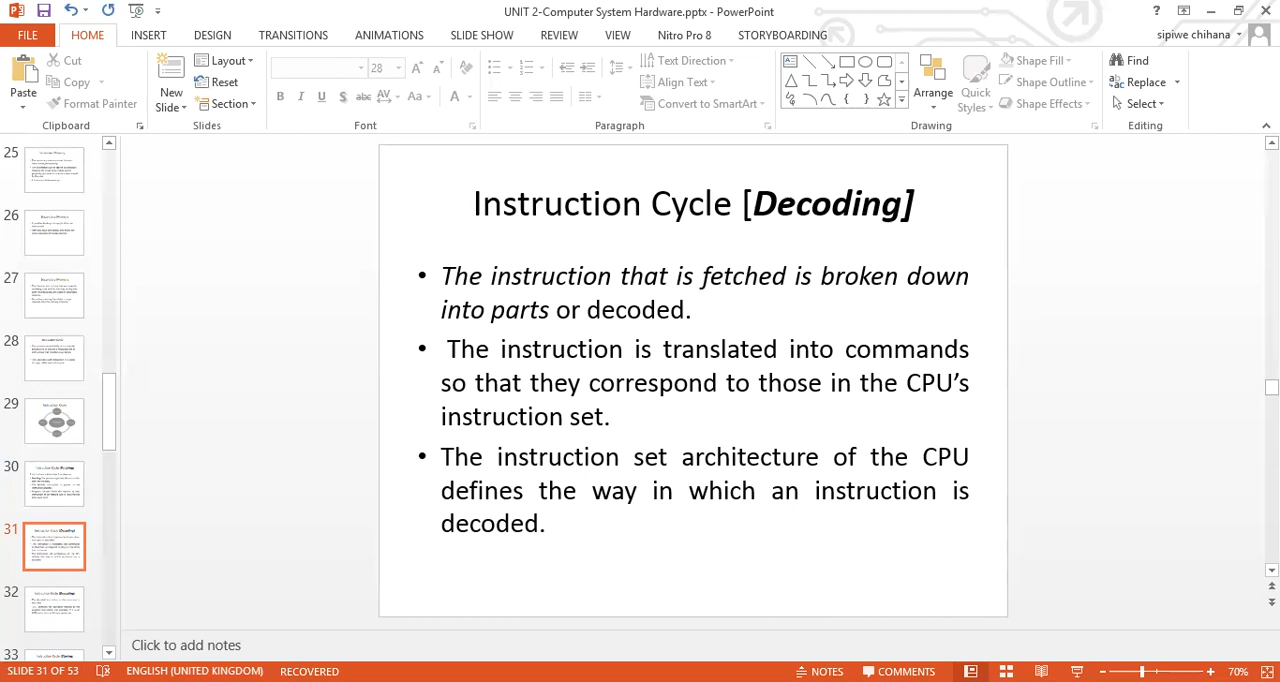 UNIT 2-Computer System Hardware.pptx - PowerPoint
?
FILE HOME INSERT DESIGN TRANSITIONS ANIMATIONS SLIDE SHOW REVIEW VIEW Nitro Pro 8 STORYBOARDING sipiwe chihana
Paste
Cut
Copy
Format Painter
Clipboard
New
Slide
Layout
Reset
Section
Slides
28
B I U S abc AV Aa A
Font
Text Direction
Align Text
Convert to SmartArt
Paragraph
Arrange
Quick
Styles
Shape Fill
Shape Outline
Shape Effects
Drawing
Find
Replace
Select
Editing
25
26
27
28
29
30
31
32
33
Instruction Cycle [Decoding]
• The instruction that is fetched is broken down
into parts or decoded.
• The instruction is translated into commands
so that they correspond to those in the CPU’s
instruction set.
• The instruction set architecture of the CPU
defines the way in which an instruction is
decoded.
Click to add notes
SLIDE 31 OF 53 ENGLISH (UNITED KINGDOM) RECOVERED NOTES COMMENTS 70%